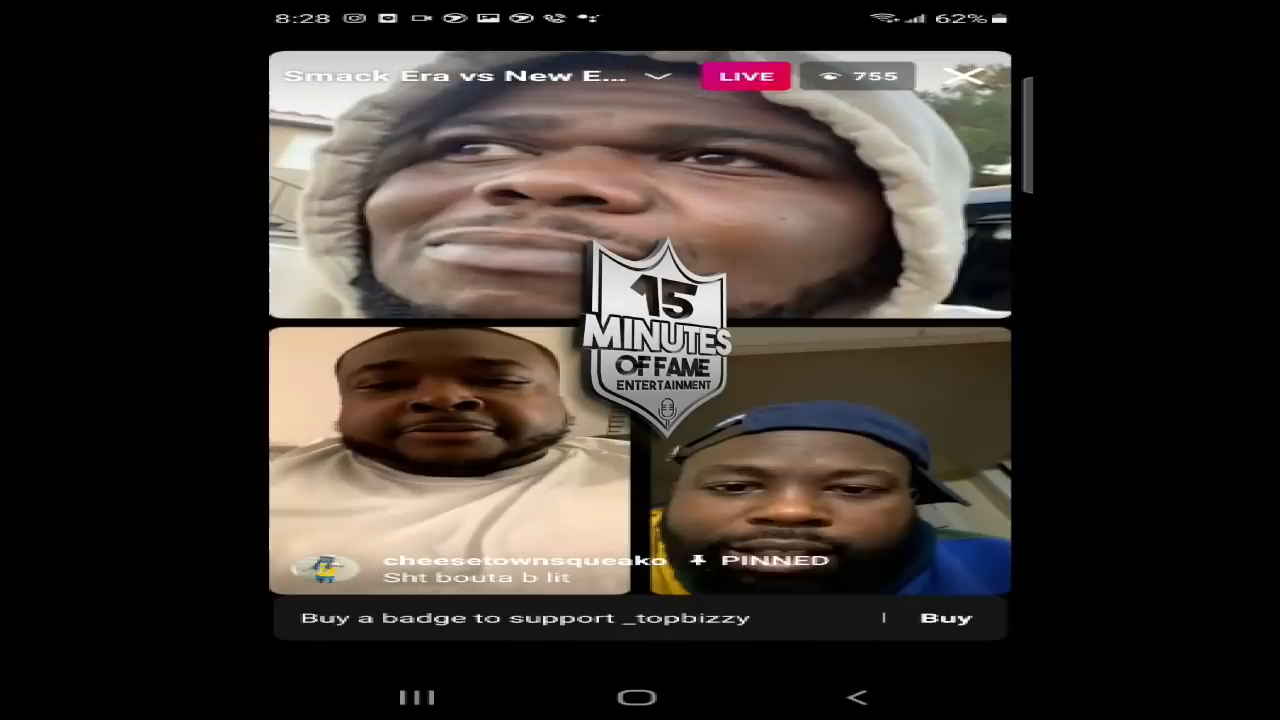 8:28
62%
Smack Era vs New E...
LIVE
755
15
MINUTES
OF FAME
ENTERTAINMENT
cheesetownsqueako PINNED
Sht bouta b lit
Buy a badge to support _topbizzy | Buy